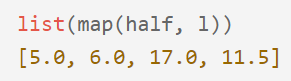 list(map(half, l))
[5.0, 6.0, 17.0, 11.5]